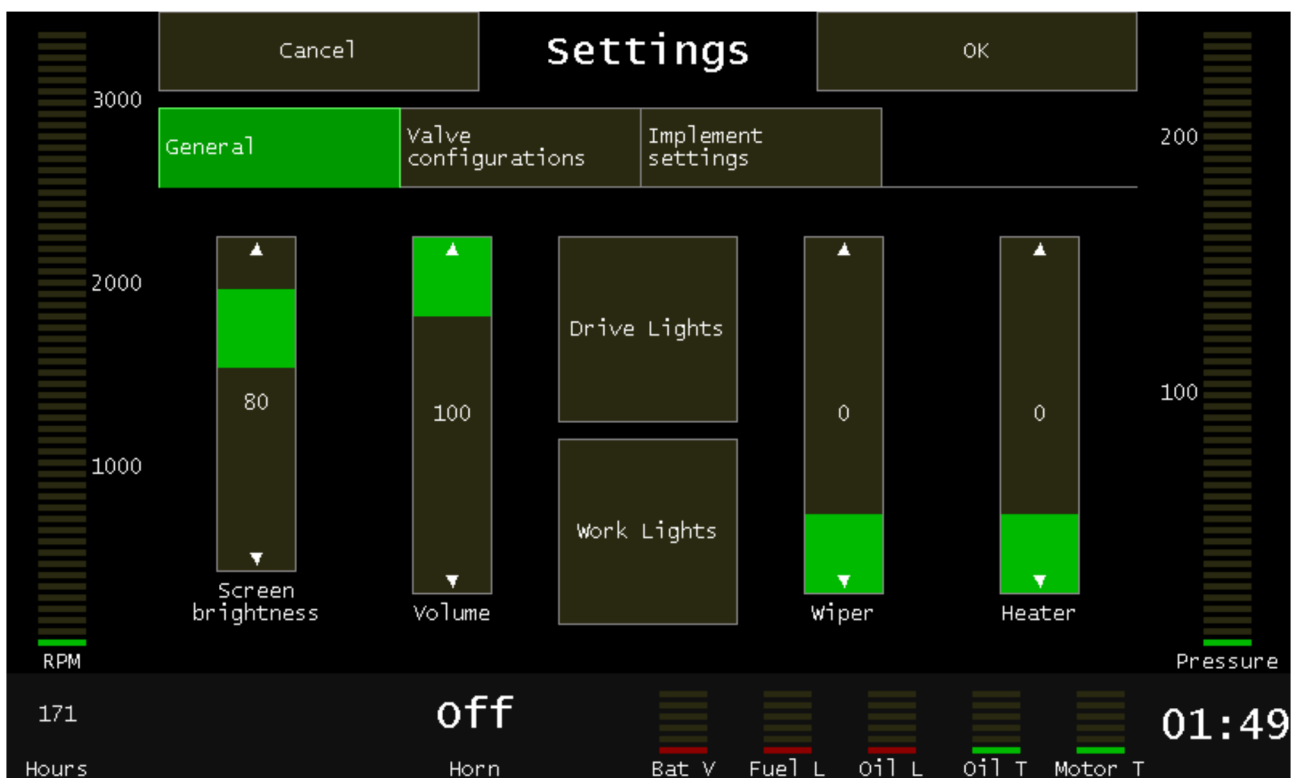 Cancel
Settings
OK
3000
General
Valve
configurations
Implement
settings
200
2000
Drive Lights
80
100
0
0
100
1000
Work Lights
Screen
brightness
Volume
Wiper
Heater
RPM
Pressure
171
Off
01:49
Hours
Horn
Bat V
Fuel L
Oil L
Oil T
Motor T